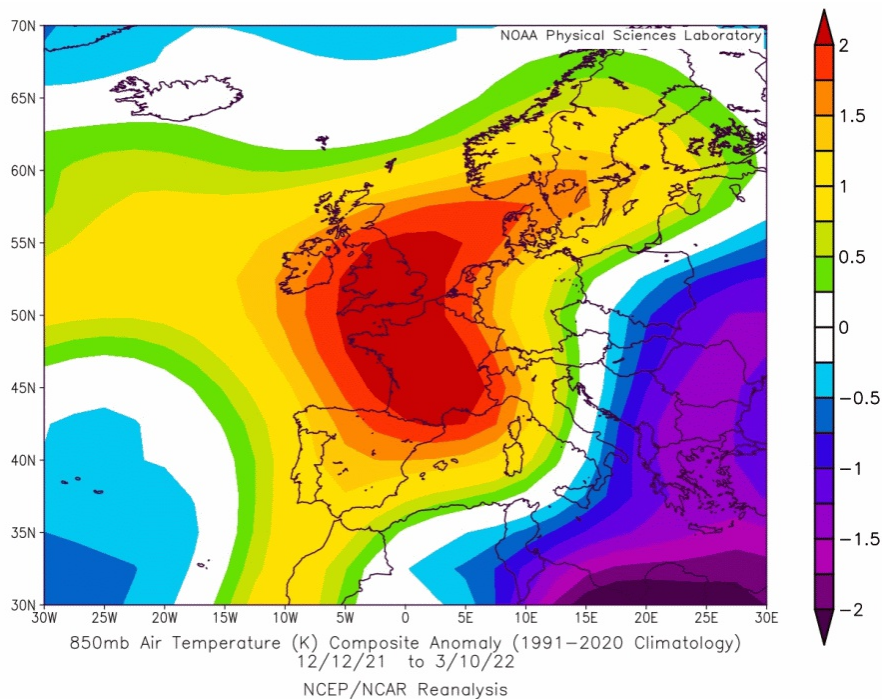 70N
NOAA Physical Sciences Laboratory
65N
60N
55N
50N
45N
40N
35N
30N
30W 25W 20W 15W 10W 5W 0 5E 10E 15E 20E 25E 30E
2
1.5
1
0.5
0
−0.5
−1
−1.5
−2
850mb Air Temperature (K) Composite Anomaly (1991−2020 Climatology)
12/12/21 to 3/10/22
NCEP/NCAR Reanalysis